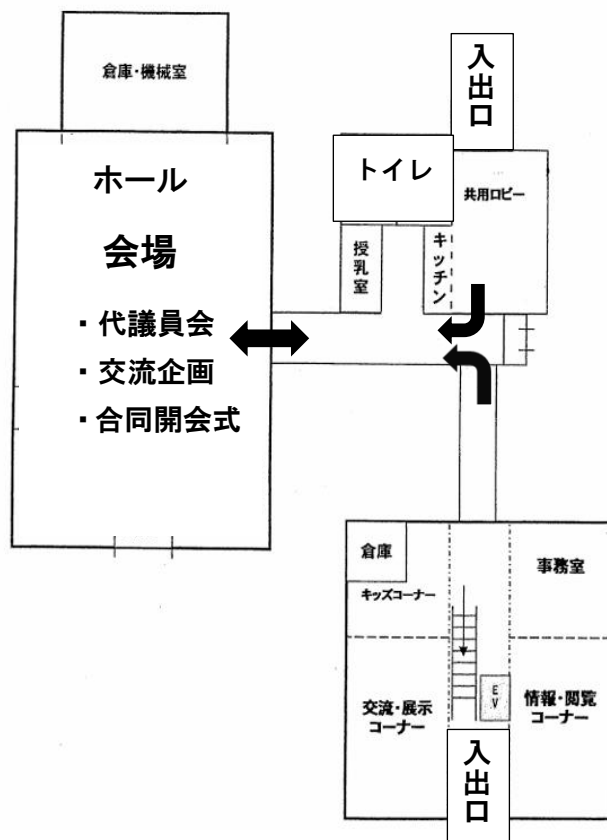 倉庫・機械室
ホール
会場
・代議員会
・交流企画
・合同開会式
入出口
トイレ
共用ロビー
授乳室
キッチン
倉庫
キッズコーナー
事務室
交流・展示
コーナー
EV
情報・閲覧
コーナー
入出口